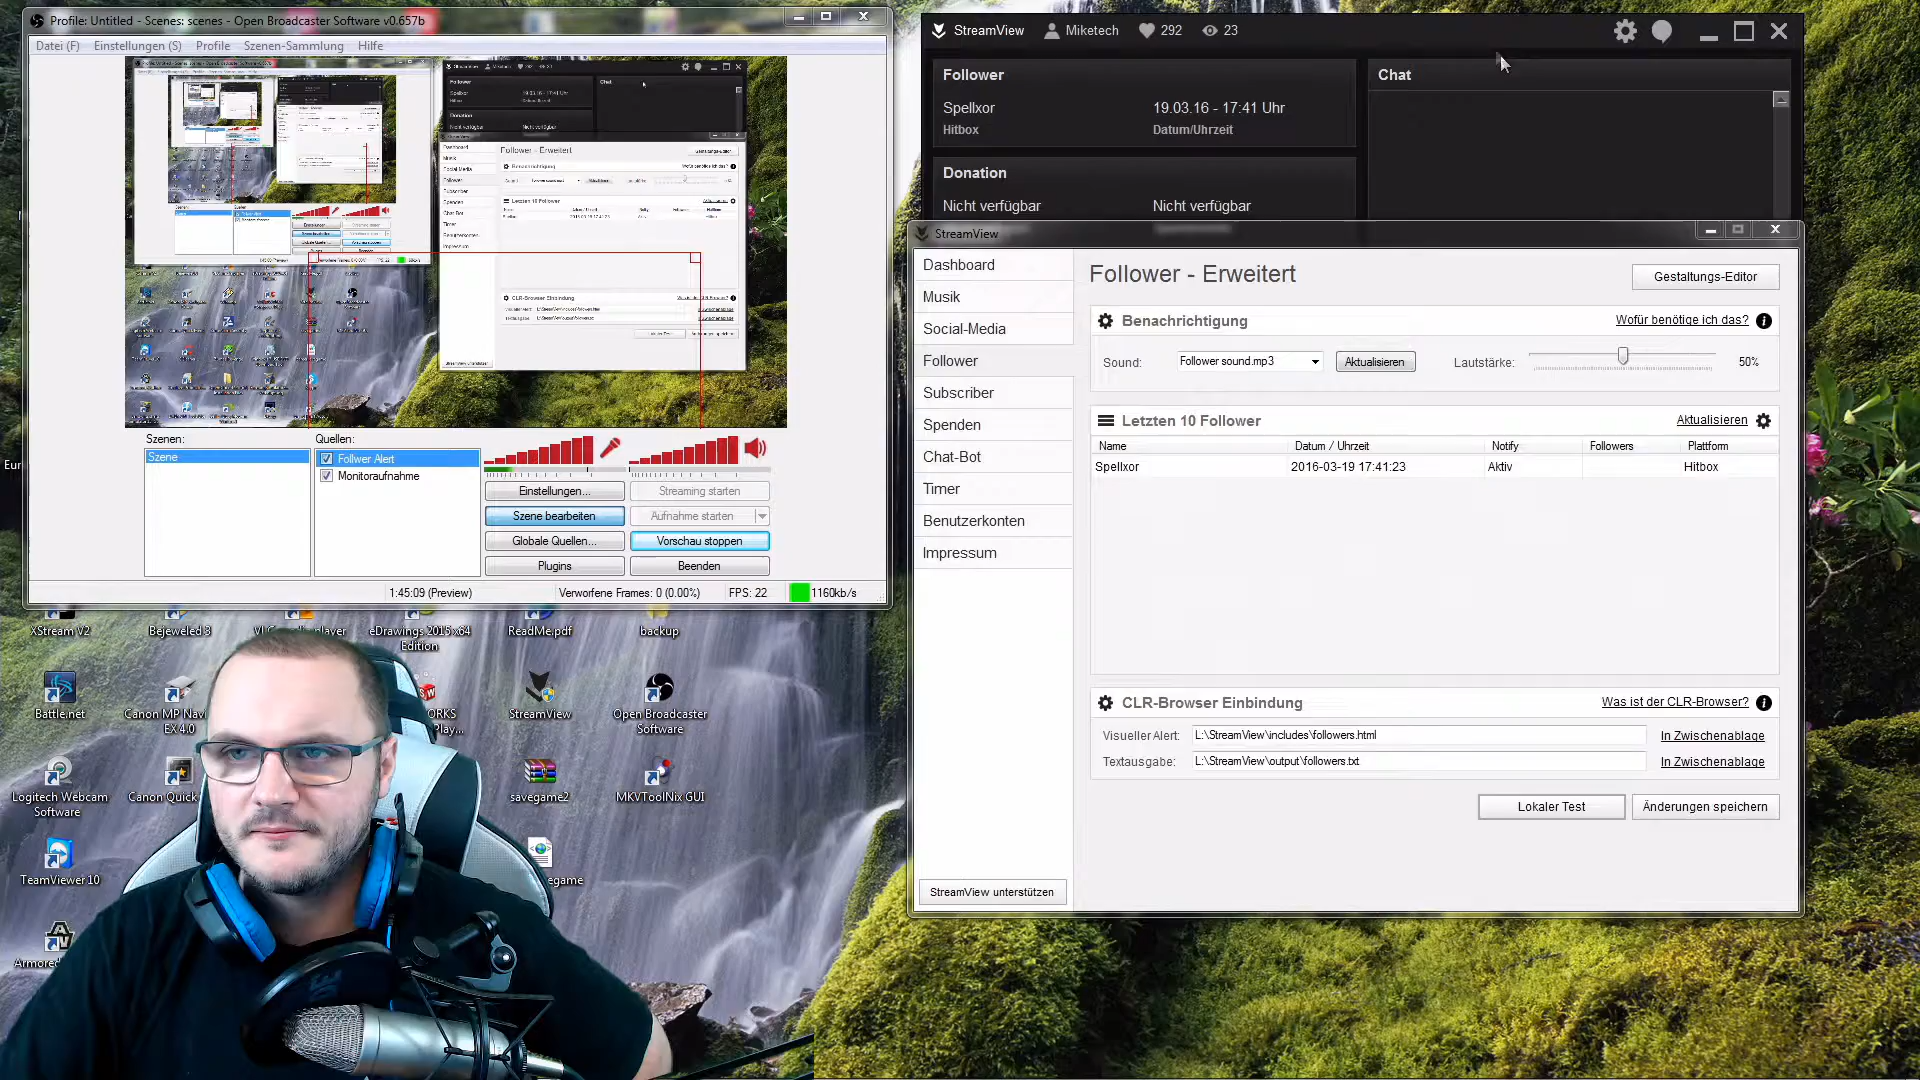 Profile: Untitled - Scenes: scenes - Open Broadcaster Software v0.657b
Datei (F) Einstellungen (S) Profile Szenen-Sammlung Hilfe
Szenen: Quellen:
Szene
Follwer Alert
Monitoraufnahme
Einstellungen... Streaming starten
Szene bearbeiten Aufnahme starten
Globale Quellen... Vorschau stoppen
Plugins Beenden
1:45:09 (Preview) Verworfene Frames: 0 (0.00%) FPS: 22 1160kb/s
StreamView Miketech 292 23
Follower
Spellxor 19.03.16 - 17:41 Uhr
Hitbox Datum/Uhrzeit
Donation
Nicht verfügbar Nicht verfügbar
Chat
StreamView
Dashboard
Musik
Social-Media
Follower
Subscriber
Spenden
Chat-Bot
Timer
Benutzerkonten
Impressum
StreamView unterstützen
Follower - Erweitert Gestaltungs-Editor
Benachrichtigung Wofür benötige ich das?
Sound: Follower sound.mp3 Aktualisieren Lautstärke: 50%
Letzten 10 Follower Aktualisieren
Name Datum / Uhrzeit Notify Followers Plattform
Spellxor 2016-03-19 17:41:23 Aktiv Hitbox
CLR-Browser Einbindung Was ist der CLR-Browser?
Visueller Alert: L:\StreamView\includes\followers.html In Zwischenablage
Textausgabe: L:\StreamView\output\followers.txt In Zwischenablage
Lokaler Test Änderungen speichern
XStream V2
Bejeweled 3
eDrawings 2015 x64
Edition
ReadMe.pdf
backup
Battle.net
Canon MP Navi
EX 4.0
StreamView
Open Broadcaster
Software
Logitech Webcam
Software
Canon Quick
savegame2
MKVToolNix GUI
TeamViewer 10